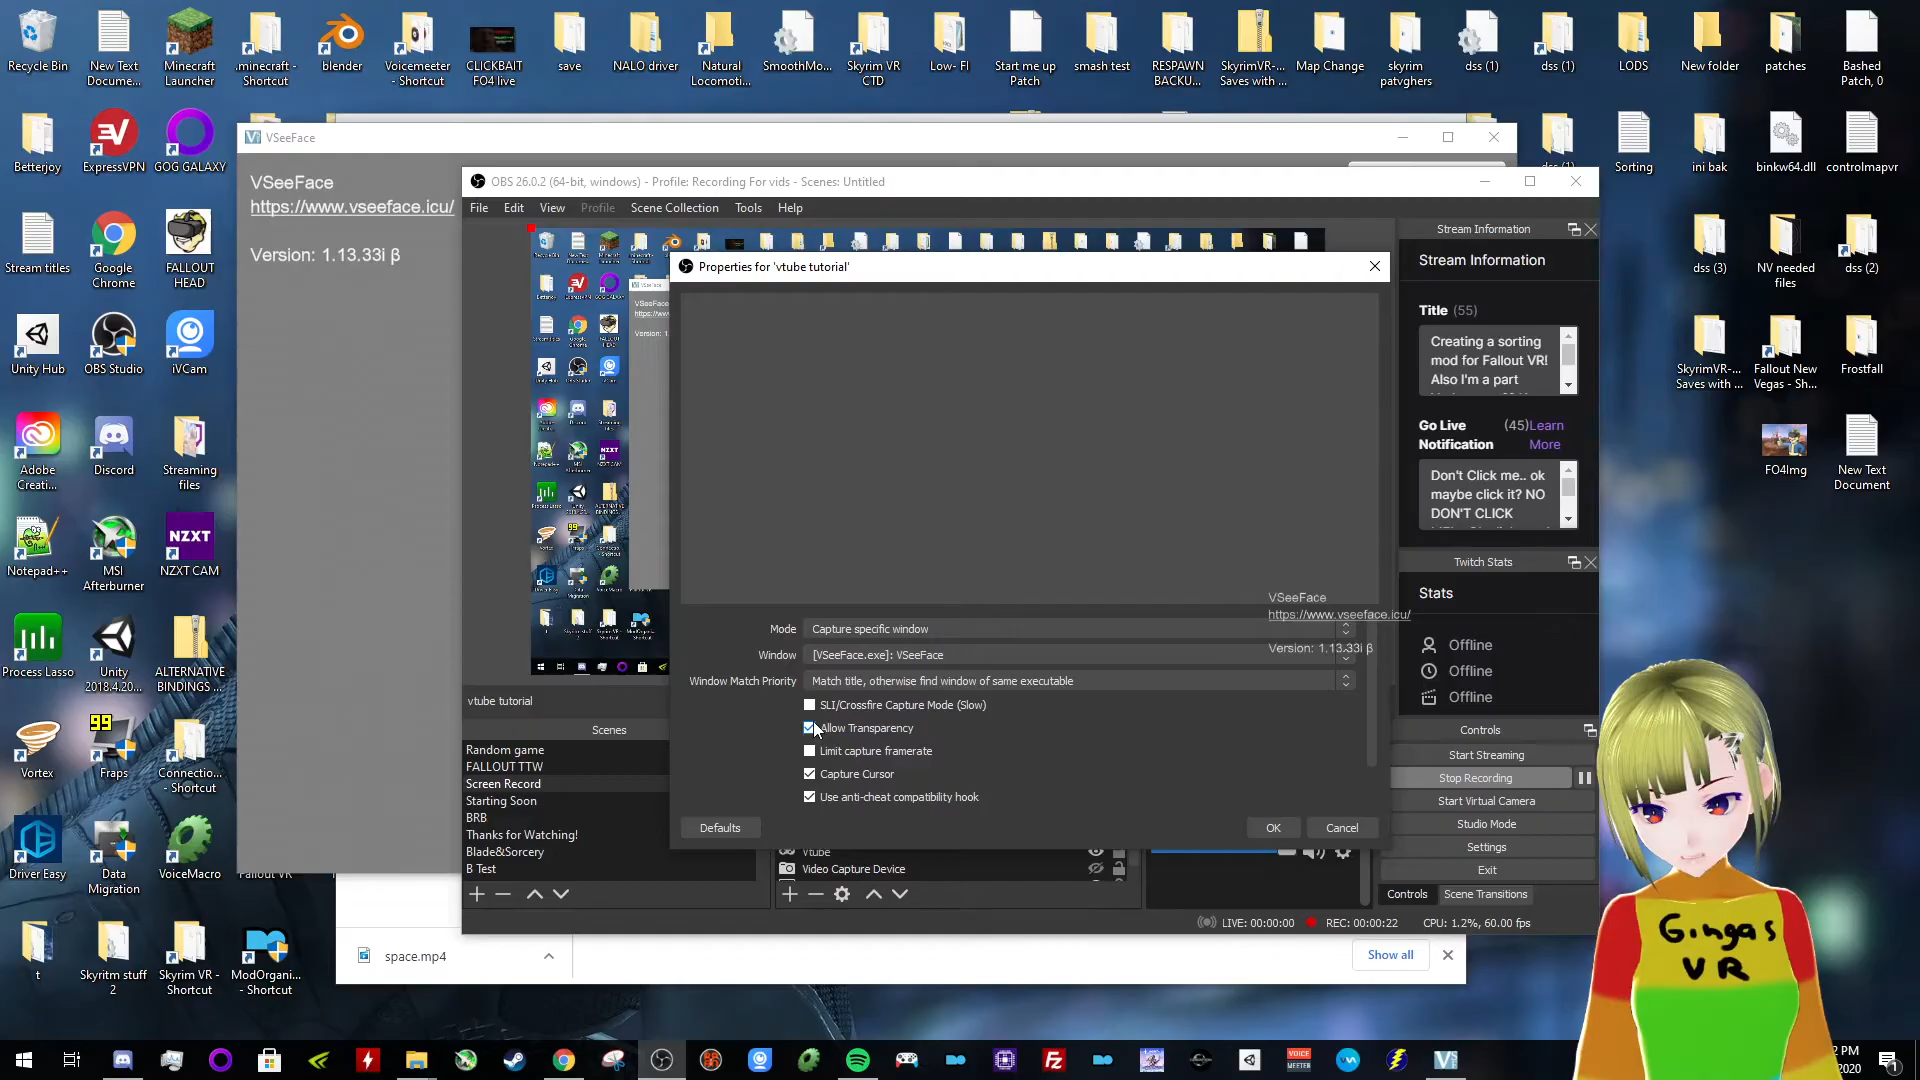 Recycle Bin
New Text
Docume...
Minecraft
Launcher
.minecraft -
Shortcut
blender
Voicemeeter
- Shortcut
CLICKBAIT
FO4 live
save
NALO driver
Natural
Locomoti...
SmoothMo...
Skyrim VR
CTD
Low- FI
Start me up
Patch
smash test
RESPAWN
BACKU...
SkyrimVR-...
Saves with ...
Map Change
skyrim
patvghers
dss (1)
dss (1)
LODS
New folder
patches
Bashed
Patch, 0
Betterjoy
ExpressVPN
GOG GALAXY
Sorting
ini bak
binkw64.dll
controlmapvr
Stream titles
Google
Chrome
FALLOUT
HEAD
dss (3)
NV needed
files
dss (2)
Unity Hub
OBS Studio
iVCam
SkyrimVR-...
Saves with ...
Fallout New
Vegas - Sh...
Frostfall
Adobe
Creati...
Discord
Streaming
files
FO4Img
New Text
Document
Notepad++
MSI
Afterburner
NZXT
NZXT CAM
Process Lasso
Unity
2018.4.20...
ALTERNATIVE
BINDINGS ...
Vortex
99
Fraps
Connectio...
- Shortcut
Driver Easy
Data
Migration
VoiceMacro
Fallout VR
t
Skyritm stuff
2
Skyrim VR -
Shortcut
ModOrgani...
- Shortcut
VSeeFace
VSeeFace
https://www.vseeface.icu/
Version: 1.13.33i β
OBS 26.0.2 (64-bit, windows) - Profile: Recording For vids - Scenes: Untitled
File Edit View Profile Scene Collection Tools Help
Properties for 'vtube tutorial'
VSeeFace
https://www.vseeface.icu/
Version: 1.13.33i β
Mode Capture specific window
Window [VSeeFace.exe]: VSeeFace
Window Match Priority Match title, otherwise find window of same executable
SLI/Crossfire Capture Mode (Slow)
Allow Transparency
Limit capture framerate
Capture Cursor
Use anti-cheat compatibility hook
Defaults OK Cancel
vtube tutorial
Scenes
Random game
FALLOUT TTW
Screen Record
Starting Soon
BRB
Thanks for Watching!
Blade&Sorcery
B Test
Vtube
Video Capture Device
Stream Information
Stream Information
Title (55)
Creating a sorting
mod for Fallout VR!
Also I'm a part
Go Live
Notification
(45)
Learn
More
Don't Click me.. ok
maybe click it? NO
DON'T CLICK
Twitch Stats
Stats
Offline
Offline
Offline
Controls
Start Streaming
Stop Recording
Start Virtual Camera
Studio Mode
Settings
Exit
Controls Scene Transitions
LIVE: 00:00:00 REC: 00:00:22 CPU: 1.2%, 60.00 fps
space.mp4
Show all
Gingas
VR
2 PM
2020